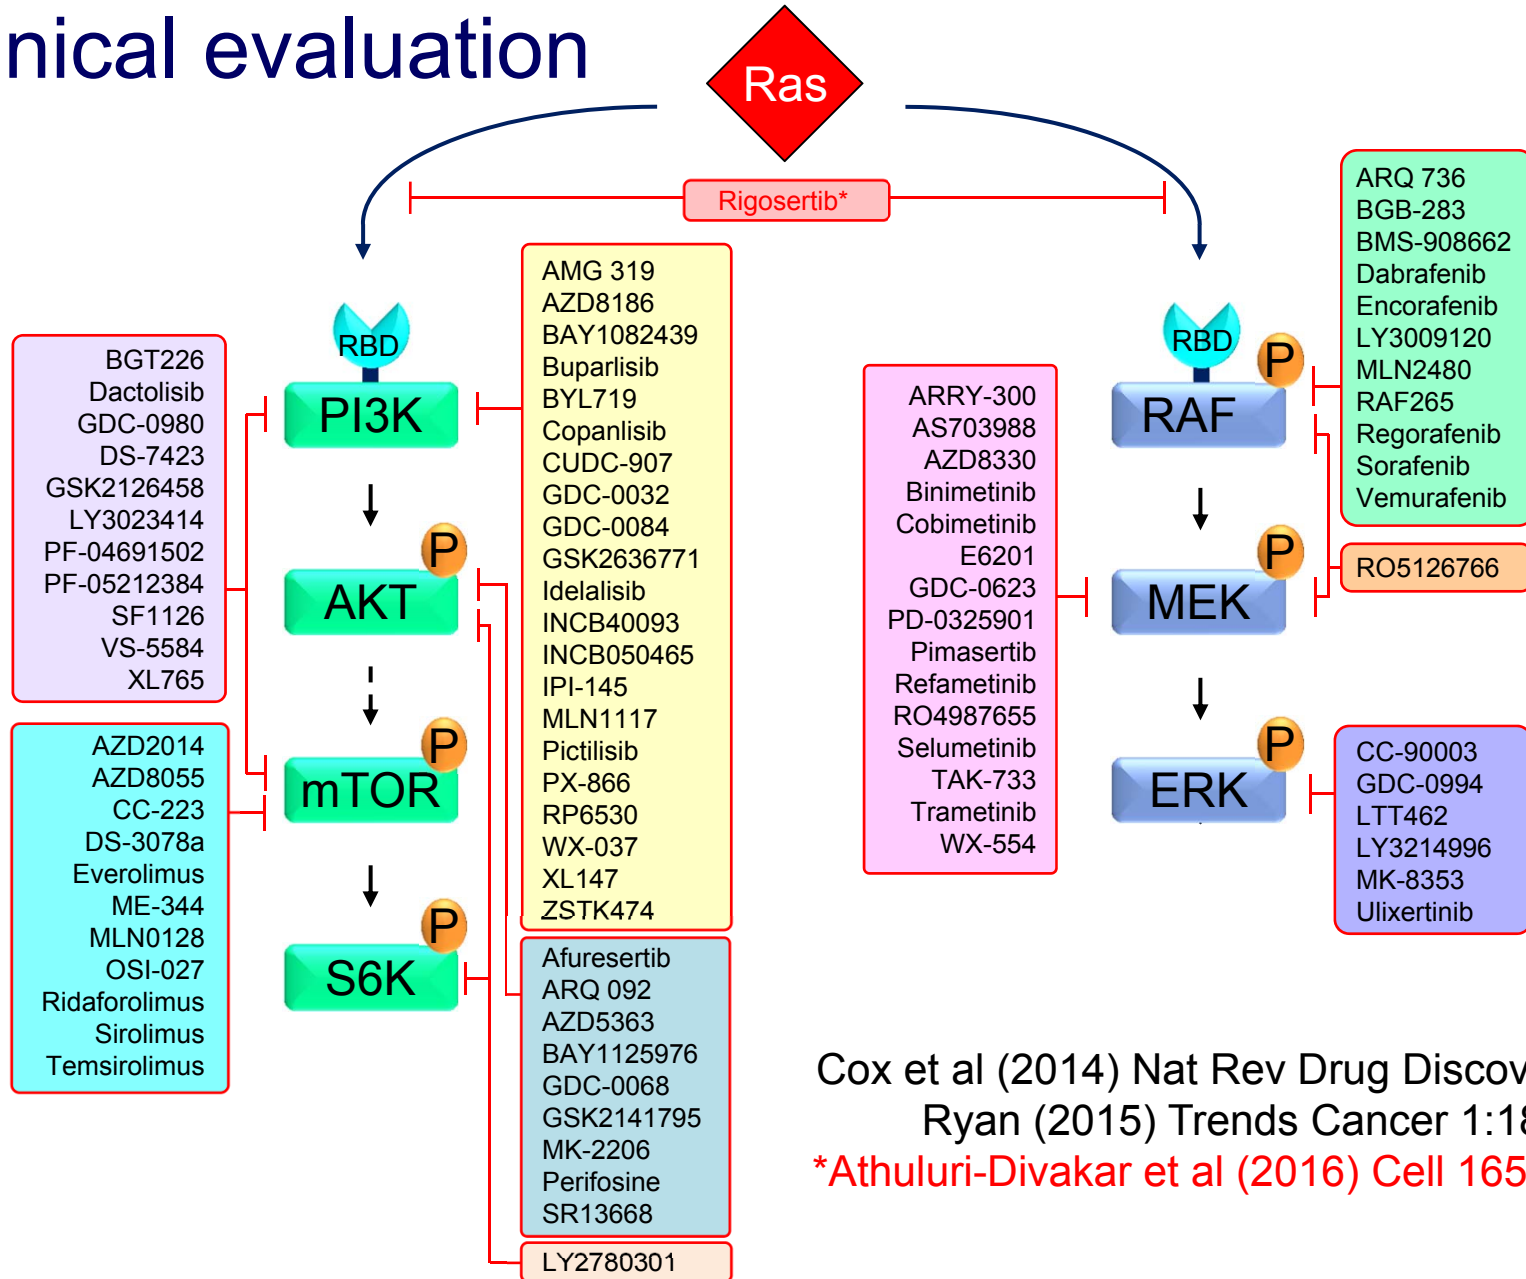 nical evaluation
Ras
Rigosertib*
RBD
PI3K
AKT
P
mTOR
P
S6K
P
BGT226
Dactolisib
GDC-0980
DS-7423
GSK2126458
LY3023414
PF-04691502
PF-05212384
SF1126
VS-5584
XL765
AZD2014
AZD8055
CC-223
DS-3078a
Everolimus
ME-344
MLN0128
OSI-027
Ridaforolimus
Sirolimus
Temsirolimus
AMG 319
AZD8186
BAY1082439
Buparlisib
BYL719
Copanlisib
CUDC-907
GDC-0032
GDC-0084
GSK2636771
Idelalisib
INCB40093
INCB050465
IPI-145
MLN1117
Pictilisib
PX-866
RP6530
WX-037
XL147
ZSTK474
Afuresertib
ARQ 092
AZD5363
BAY1125976
GDC-0068
GSK2141795
MK-2206
Perifosine
SR13668
LY2780301
RBD
P
RAF
P
MEK
P
ERK
ARRY-300
AS703988
AZD8330
Binimetinib
Cobimetinib
E6201
GDC-0623
PD-0325901
Pimasertib
Refametinib
RO4987655
Selumetinib
TAK-733
Trametinib
WX-554
ARQ 736
BGB-283
BMS-908662
Dabrafenib
Encorafenib
LY3009120
MLN2480
RAF265
Regorafenib
Sorafenib
Vemurafenib
RO5126766
CC-90003
GDC-0994
LTT462
LY3214996
MK-8353
Ulixertinib
Cox et al (2014) Nat Rev Drug Discov
Ryan (2015) Trends Cancer 1:18
*Athuluri-Divakar et al (2016) Cell 165